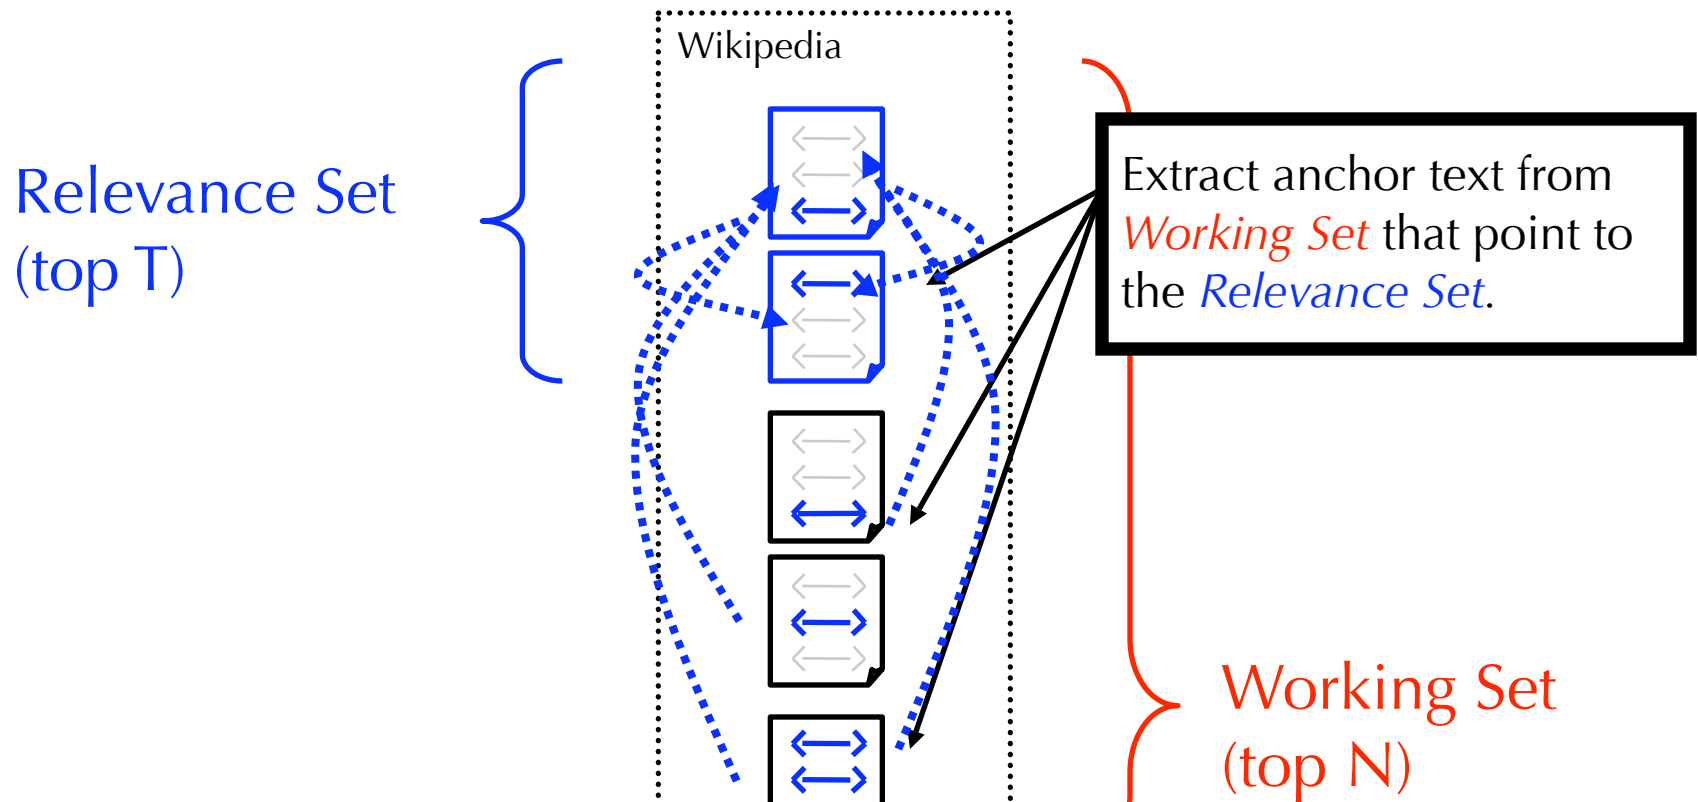 Wikipedia
Relevance Set
(top T)
Extract anchor text from
Working Set that point to
the Relevance Set.
Working Set
(top N)